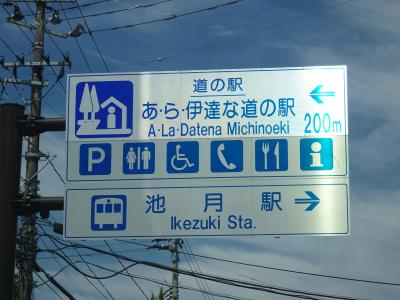 道の駅
あ・ら・伊達な道の駅
A·La·Datena Michinoeki 200m
P
i
池月駅
Ikezuki Sta.